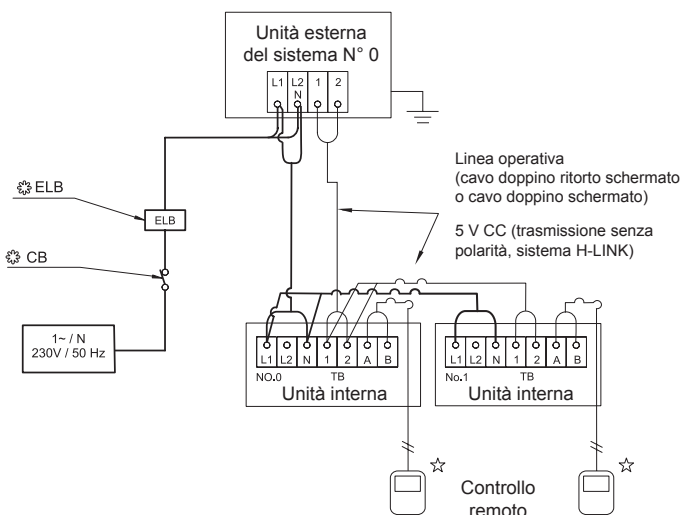 Unità esterna
del sistema N° 0
L1 L2 1 2
N
Linea operativa
(cavo doppino ritorto schermato
o cavo doppino schermato)
5 V CC (trasmissione senza
polarità, sistema H-LINK)
ELB
ELB
CB
1~ / N
230V / 50 Hz
L1 L2 N 1 2 A B
NO.0 TB
Unità interna
L1 L2 N 1 2 A B
No.1 TB
Unità interna
Controllo
remoto